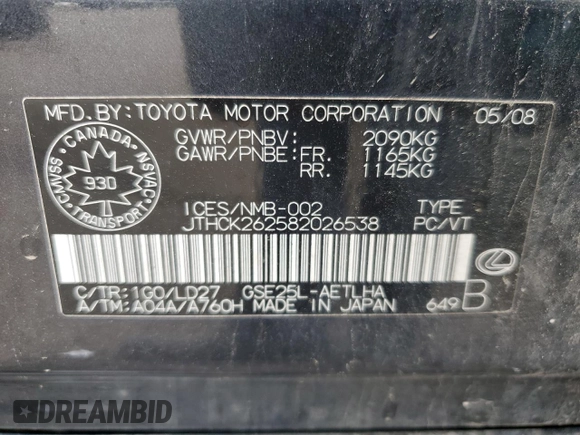 MFD.BY:TOYOTA MOTOR CORPORATION 05/08
GVWR/PNBV: 2090KG
GAWR/PNBE:FR. 1165KG
RR. 1145KG
CANADA
CMVSS NSVAC
930
TRANSPORT
ICES/NMB-002 TYPE
JTHCK262582026538 PC/VT
C/TR:1G0/LD27 GSE25L-AETLHA
A/TM:A04A/A760H MADE IN JAPAN 649 B
DREAMBID